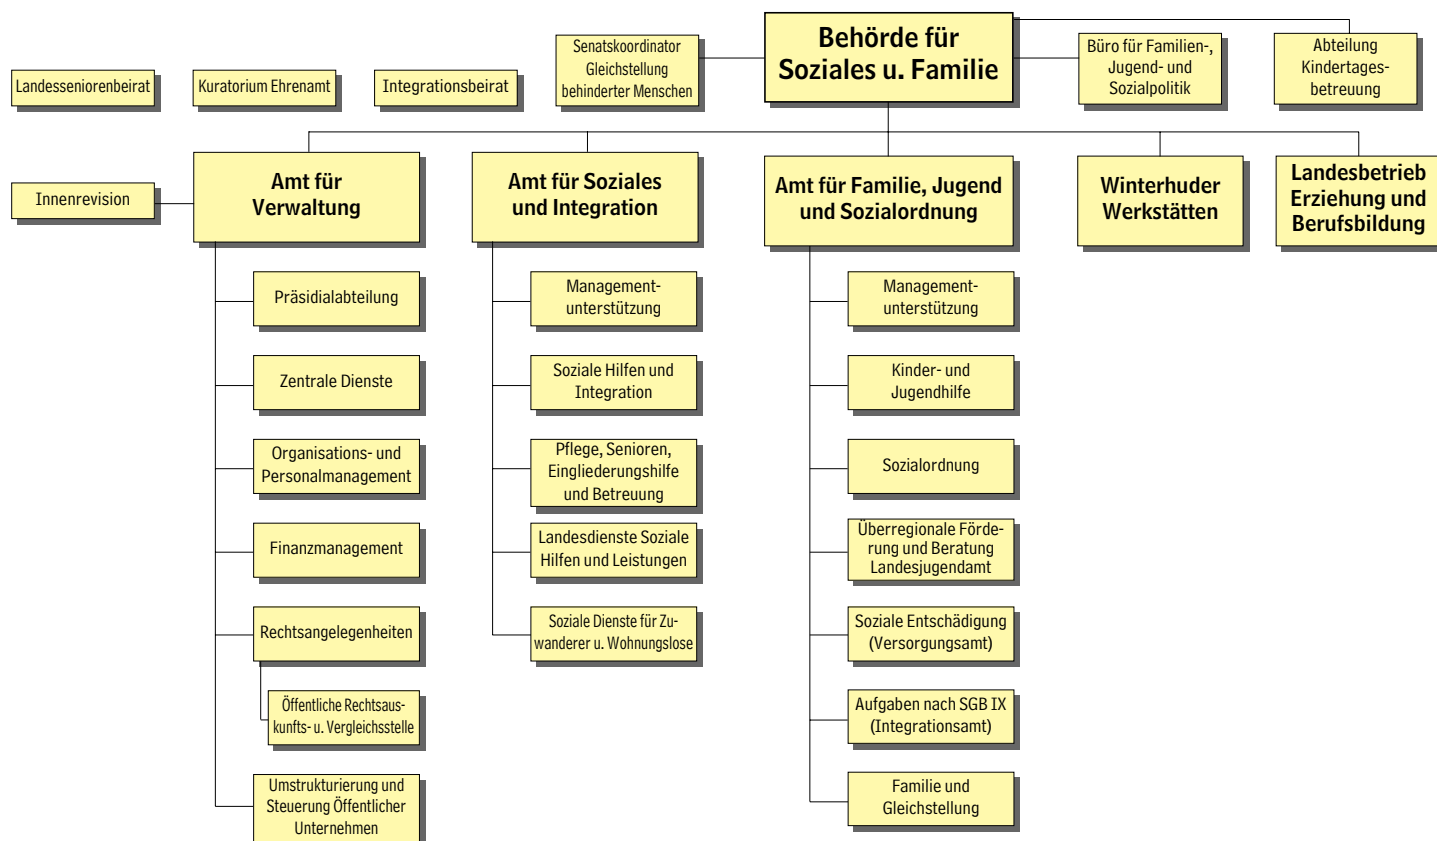 Behörde für
Soziales u. Familie
Senatskoordinator
Gleichstellung
behinderter Menschen
Büro für Familien-,
Jugend- und
Sozialpolitik
Abteilung
Kindertages-
betreuung
Landesseniorenbeirat
Kuratorium Ehrenamt
Integrationsbeirat
Innenrevision
Amt für
Verwaltung
Amt für Soziales
und Integration
Amt für Familie, Jugend
und Sozialordnung
Winterhuder
Werkstätten
Landesbetrieb
Erziehung und
Berufsbildung
Präsidialabteilung
Zentrale Dienste
Organisations- und
Personalmanagement
Finanzmanagement
Rechtsangelegenheiten
Öffentliche Rechtsaus-
kunfts- u. Vergleichsstelle
Umstrukturierung und
Steuerung Öffentlicher
Unternehmen
Management-
unterstützung
Soziale Hilfen und
Integration
Pflege, Senioren,
Eingliederungshilfe
und Betreuung
Landesdienste Soziale
Hilfen und Leistungen
Soziale Dienste für Zu-
wanderer u. Wohnungslose
Management-
unterstützung
Kinder- und
Jugendhilfe
Sozialordnung
Überregionale Förde-
rung und Beratung
Landesjugendamt
Soziale Entschädigung
(Versorgungsamt)
Aufgaben nach SGB IX
(Integrationsamt)
Familie und
Gleichstellung